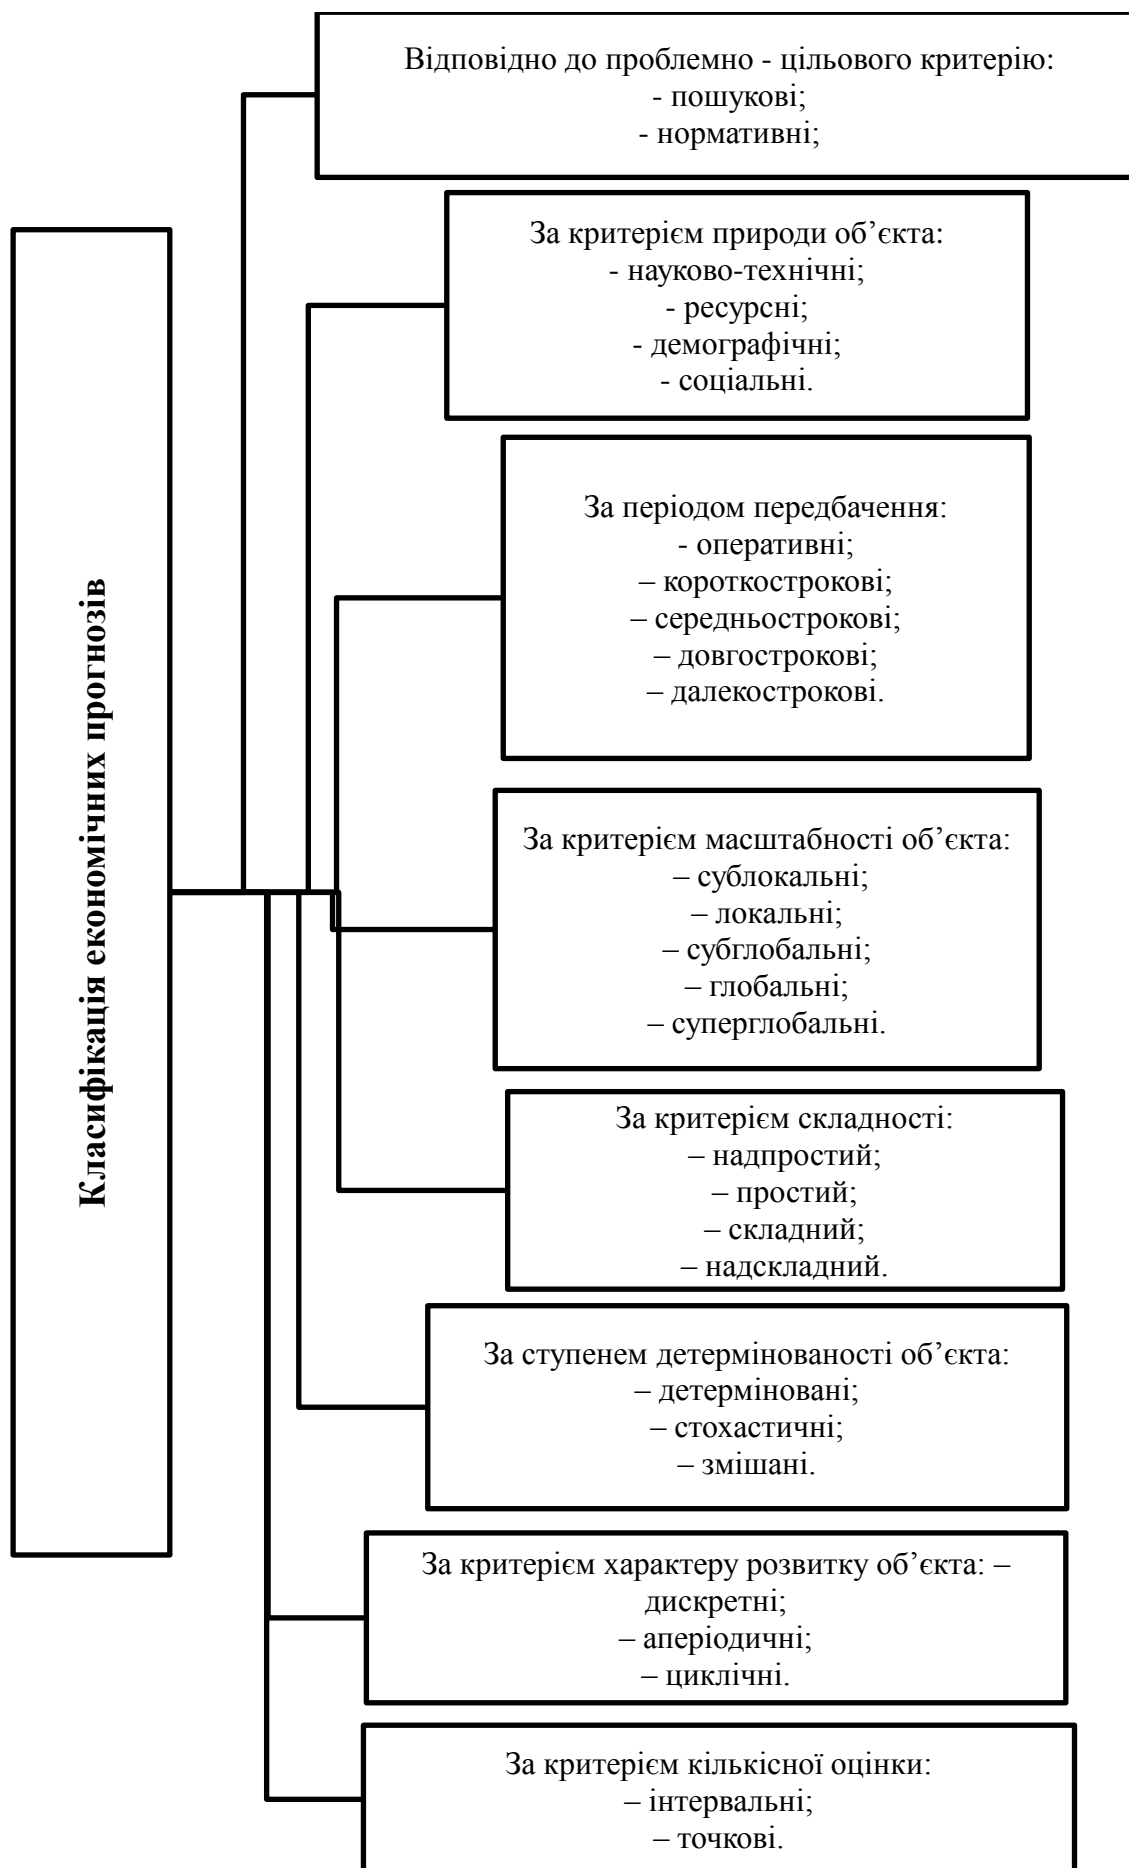 Класифікація економічних прогнозів
Відповідно до проблемно - цільового критерію:
- пошукові;
- нормативні;
За критерієм природи об’єкта:
- науково-технічні;
- ресурсні;
- демографічні;
- соціальні.
За періодом передбачення:
- оперативні;
– короткострокові;
– середньострокові;
– довгострокові;
– далекострокові.
За критерієм масштабності об’єкта:
– сублокальні;
– локальні;
– субглобальні;
– глобальні;
– суперглобальні.
За критерієм складності:
– надпростий;
– простий;
– складний;
– надскладний.
За ступенем детермінованості об’єкта:
– детерміновані;
– стохастичні;
– змішані.
За критерієм характеру розвитку об’єкта: –
дискретні;
– аперіодичні;
– циклічні.
За критерієм кількісної оцінки:
– інтервальні;
– точкові.